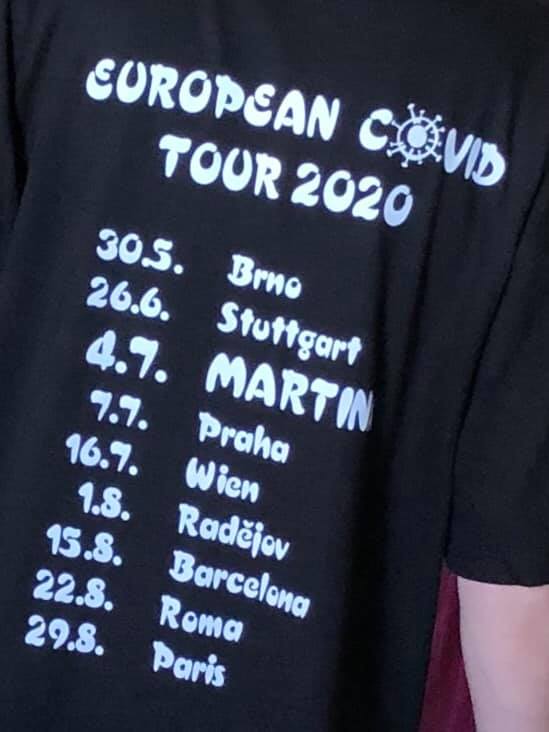 EUROPEAN COVID
TOUR 2020
30.5. Brno
26.6. Stuttgart
4.7. MARTIN
7.7. Praha
16.7. Wien
1.8. Radějov
15.8. Barcelona
22.8. Roma
29.8. Paris